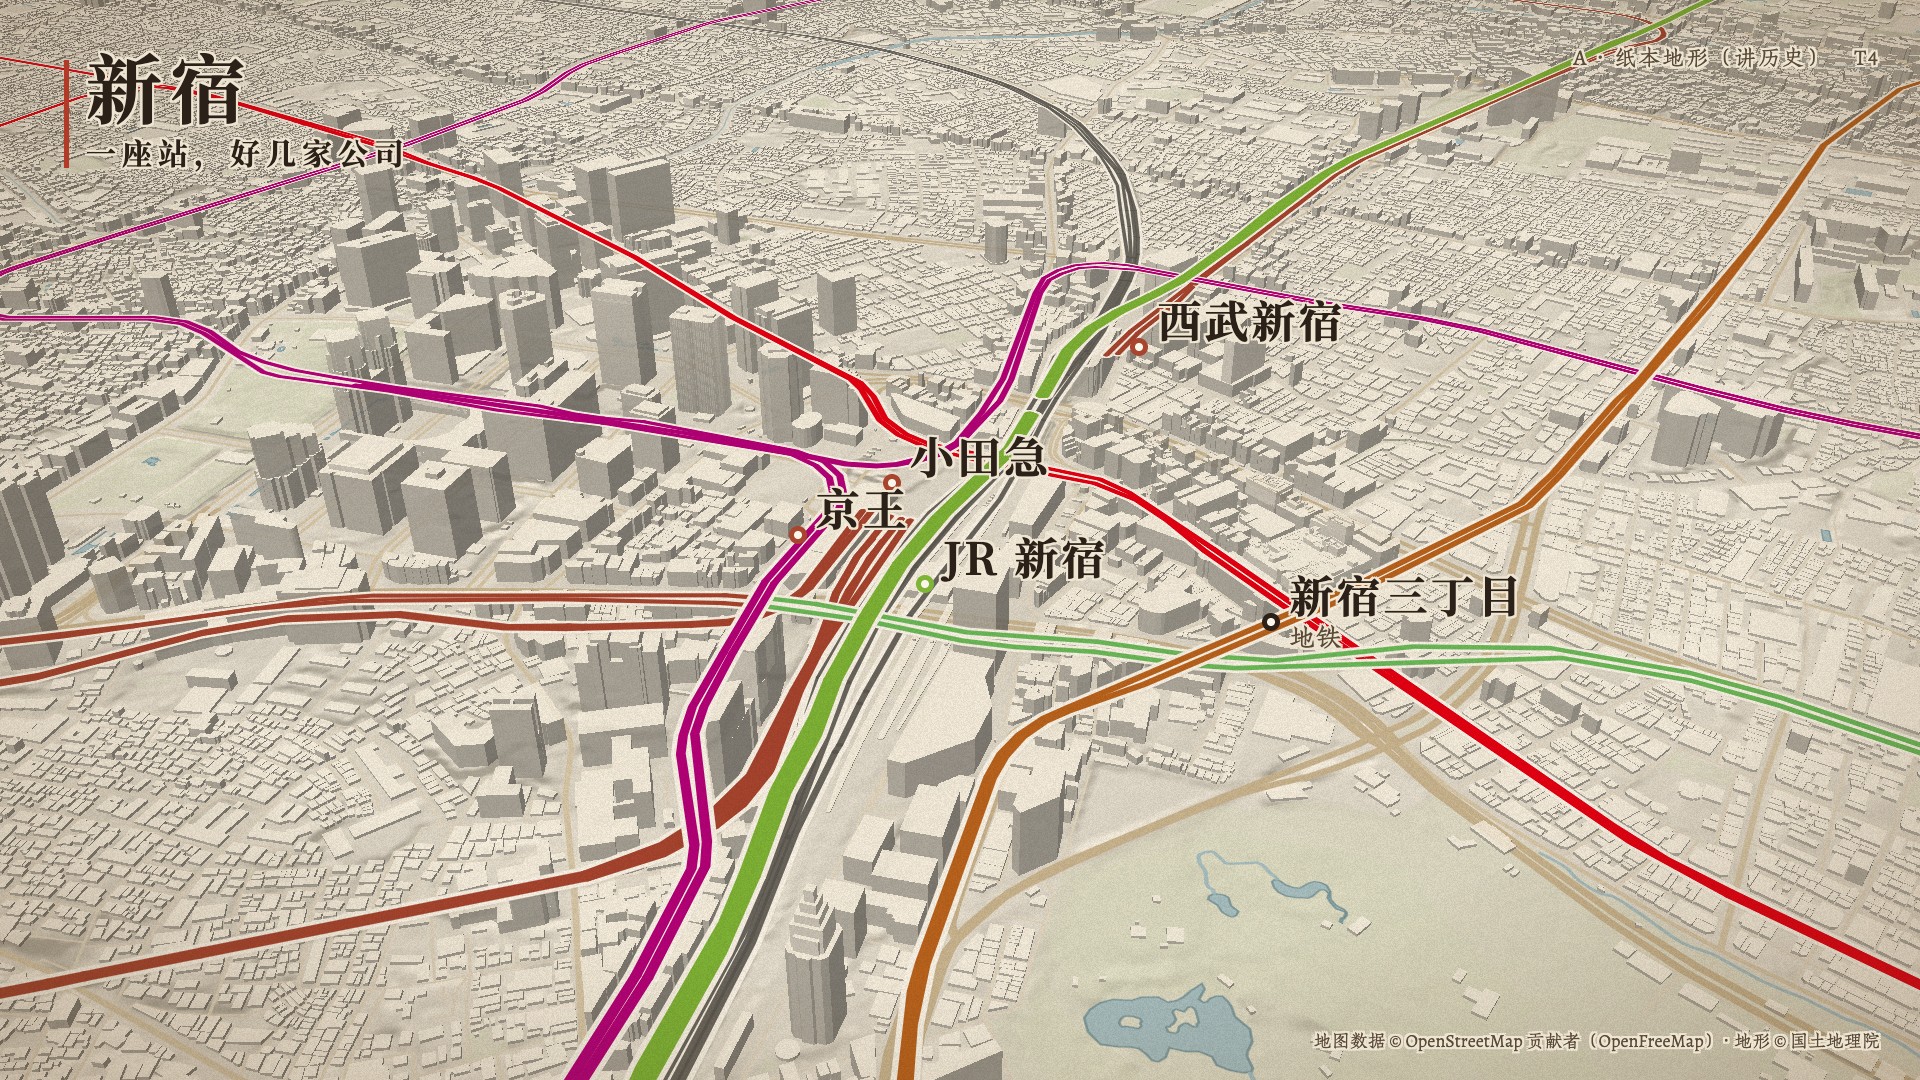 新宿
一座站，好几家公司
A · 纸本地形（讲历史） T4
西武新宿
小田急
京王
JR 新宿
新宿三丁目
地铁
地图数据 © OpenStreetMap 贡献者（OpenFreeMap）· 地形 © 国土地理院